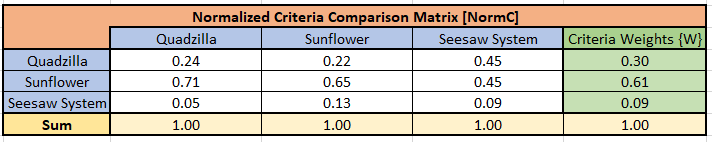 Normalized Criteria Comparison Matrix [NormC]
Quadzilla Sunflower Seesaw System Criteria Weights {W}
Quadzilla 0.24 0.22 0.45 0.30
Sunflower 0.71 0.65 0.45 0.61
Seesaw System 0.05 0.13 0.09 0.09
Sum 1.00 1.00 1.00 1.00